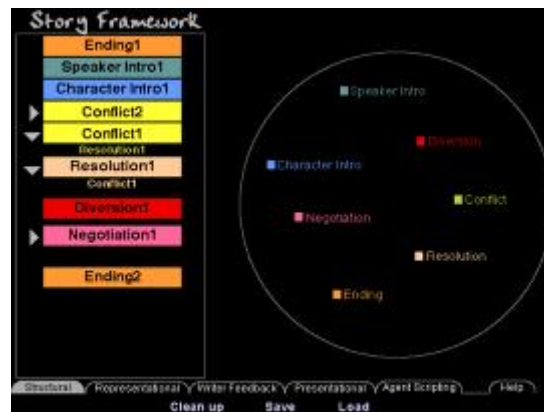 Story Framework
Ending1
Speaker Intro1
Character Intro1
Conflict2
Conflict1
Resolution1
Resolution1
Conflict1
Diversion1
Negotiation1
Ending2
Speaker Intro
Diversion
Character Intro
Conflict
Negotiation
Resolution
Ending
Structural Representational Writer Feedback Presentational Agent Scripting Help
Clean up Save Load